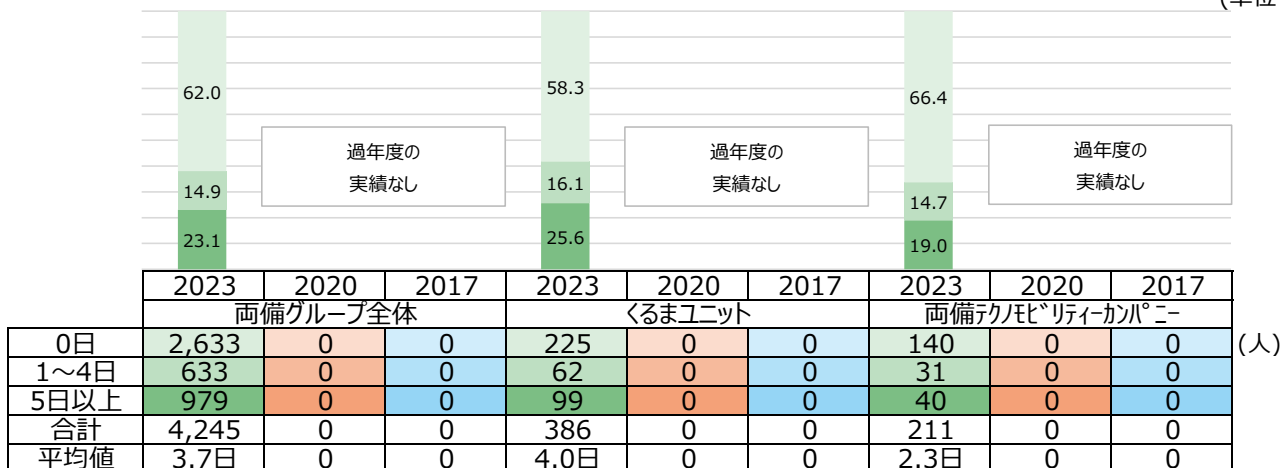 (単位
62.0 58.3 66.4
過年度の 過年度の 過年度の
実績なし 実績なし 実績なし
14.9 16.1 14.7
23.1 25.6 19.0
2023 2020 2017 2023 2020 2017 2023 2020 2017
両備グループ全体 くるまユニット 両備ﾃｸﾉﾓﾋﾞﾘﾃｨｰｶﾝﾊﾟﾆｰ
0日 2,633 0 0 225 0 0 140 0 0 (人)
1～4日 633 0 0 62 0 0 31 0 0
5日以上 979 0 0 99 0 0 40 0 0
合計 4,245 0 0 386 0 0 211 0 0
平均値 3.7日 0 0 4.0日 0 0 2.3日 0 0